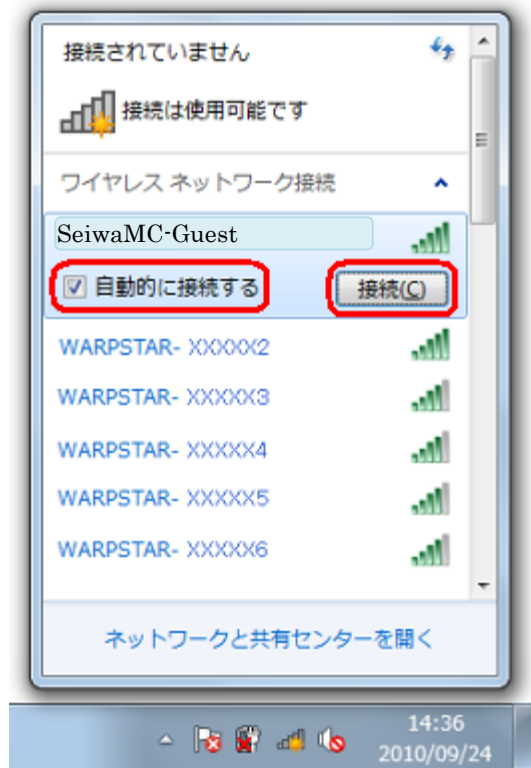 接続されていません
接続は使用可能です
ワイヤレス ネットワーク接続
SeiwaMC-Guest
自動的に接続する
接続(C)
WARPSTAR- XXXXX2
WARPSTAR- XXXXX3
WARPSTAR- XXXXX4
WARPSTAR- XXXXX5
WARPSTAR- XXXXX6
ネットワークと共有センターを開く
14:36
2010/09/24